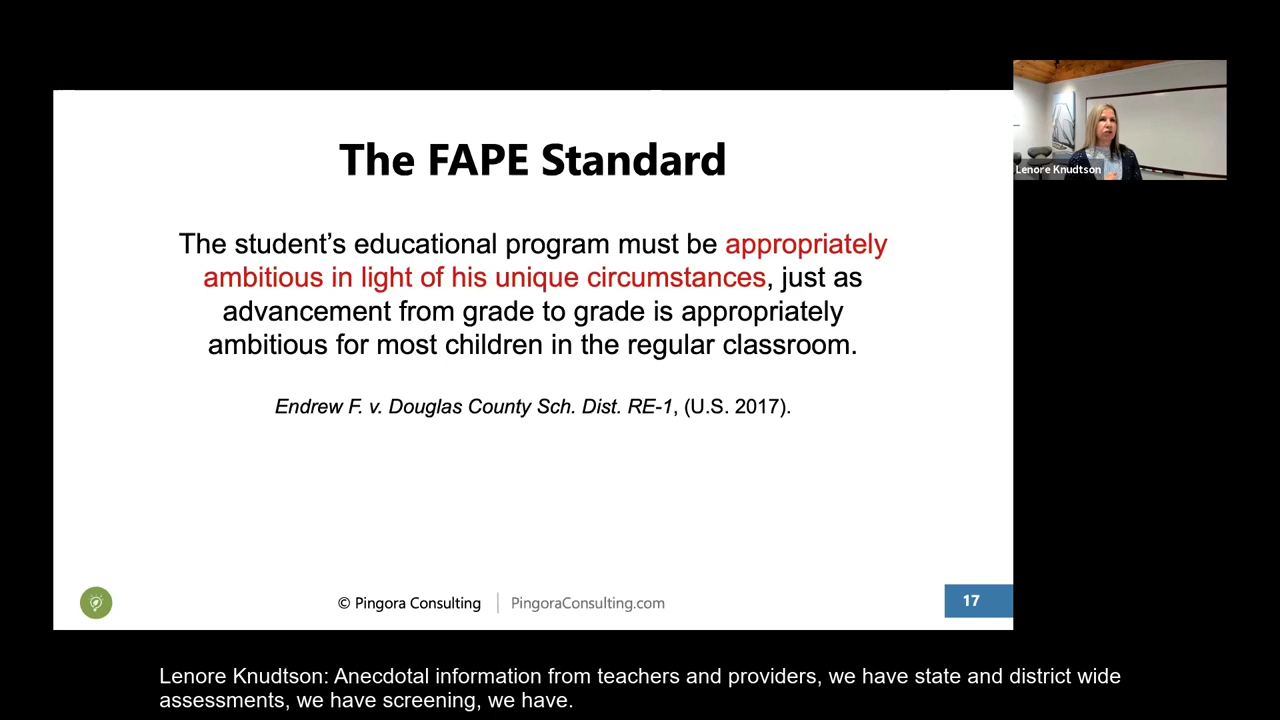 The FAPE Standard
The student’s educational program must be appropriately
ambitious in light of his unique circumstances, just as
advancement from grade to grade is appropriately
ambitious for most children in the regular classroom.
Endrew F. v. Douglas County Sch. Dist. RE-1, (U.S. 2017).
© Pingora Consulting
PingoraConsulting.com
17
Lenore Knudtson
Lenore Knudtson: Anecdotal information from teachers and providers, we have state and district wide
assessments, we have screening, we have.